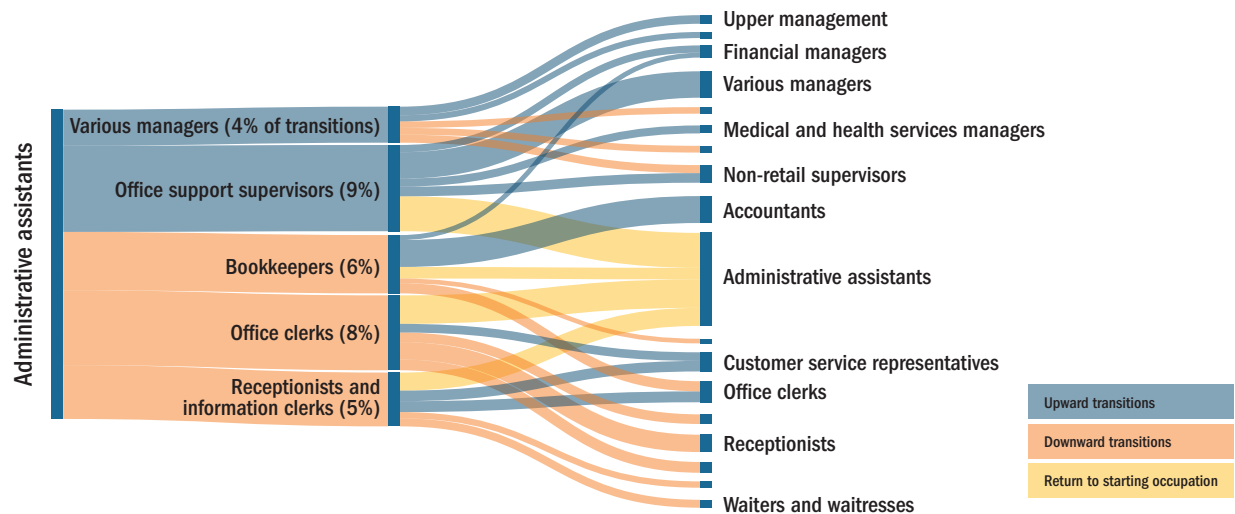 Administrative assistants
Various managers (4% of transitions)
Office support supervisors (9%)
Bookkeepers (6%)
Office clerks (8%)
Receptionists and
information clerks (5%)
Upper management
Financial managers
Various managers
Medical and health services managers
Non-retail supervisors
Accountants
Administrative assistants
Customer service representatives
Office clerks
Receptionists
Waiters and waitresses
Upward transitions
Downward transitions
Return to starting occupation